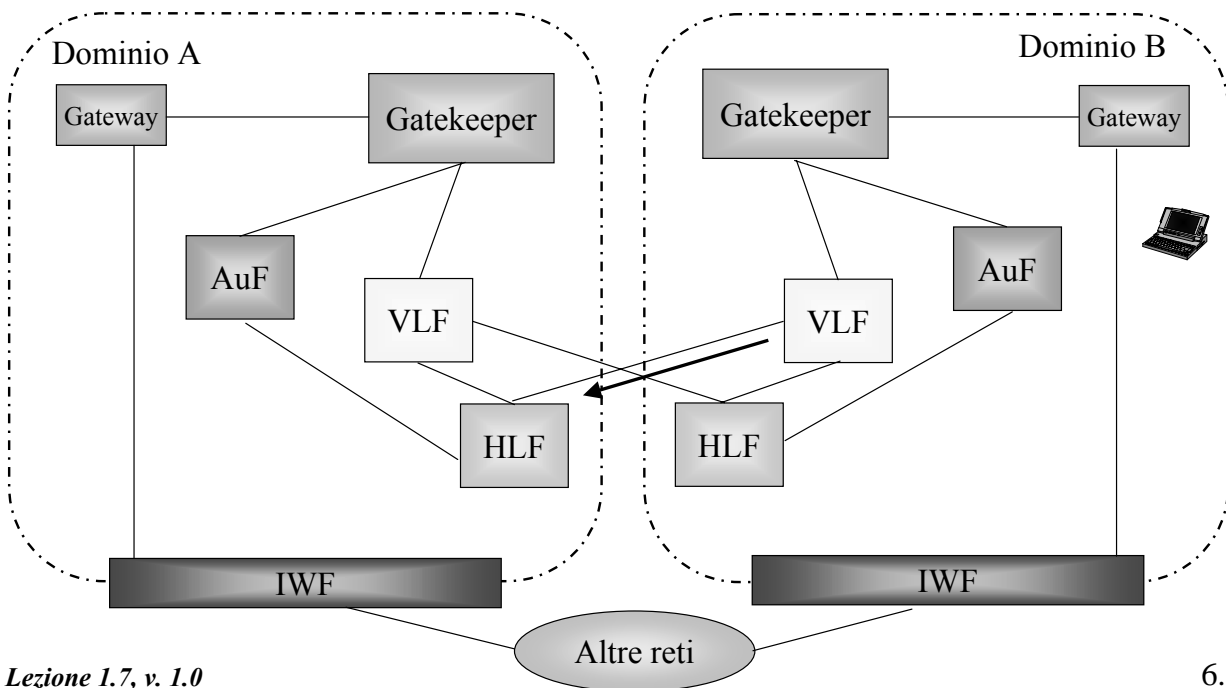 Dominio A
Dominio B
Gateway
Gatekeeper
Gatekeeper
Gateway
AuF
VLF
VLF
AuF
HLF
HLF
IWF
IWF
Altre reti
Lezione 1.7, v. 1.0
6.